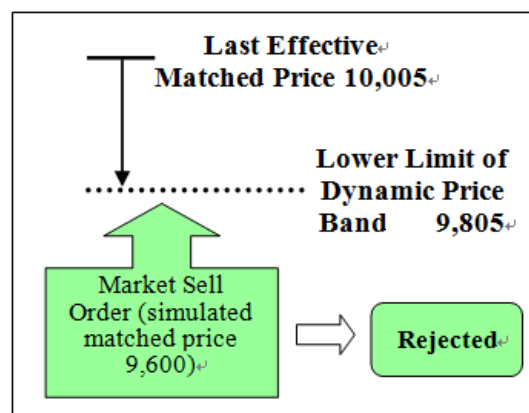 Last Effective↵
Matched Price 10,005↵
Lower Limit of
Dynamic Price
Band 9,805↵
Market Sell
Order (simulated
matched price
9,600)↵
Rejected↵